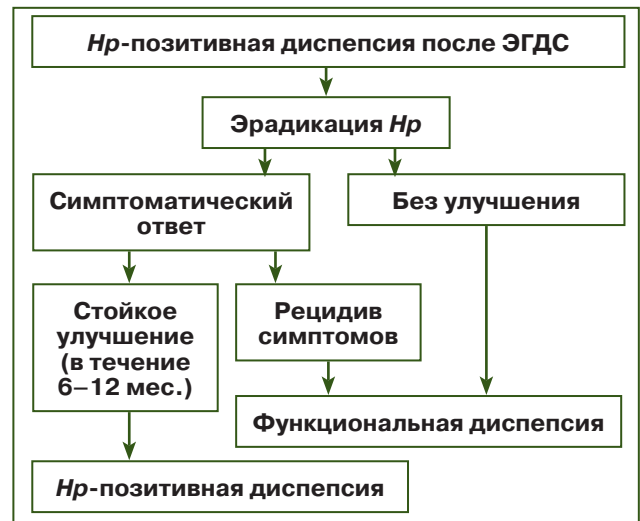 Hp-позитивная диспепсия после ЭГДС
Эрадикация Hp
Симптоматический
ответ
Без улучшения
Стойкое
улучшение
(в течение
6–12 мес.)
Рецидив
симптомов
Функциональная диспепсия
Hp-позитивная диспепсия